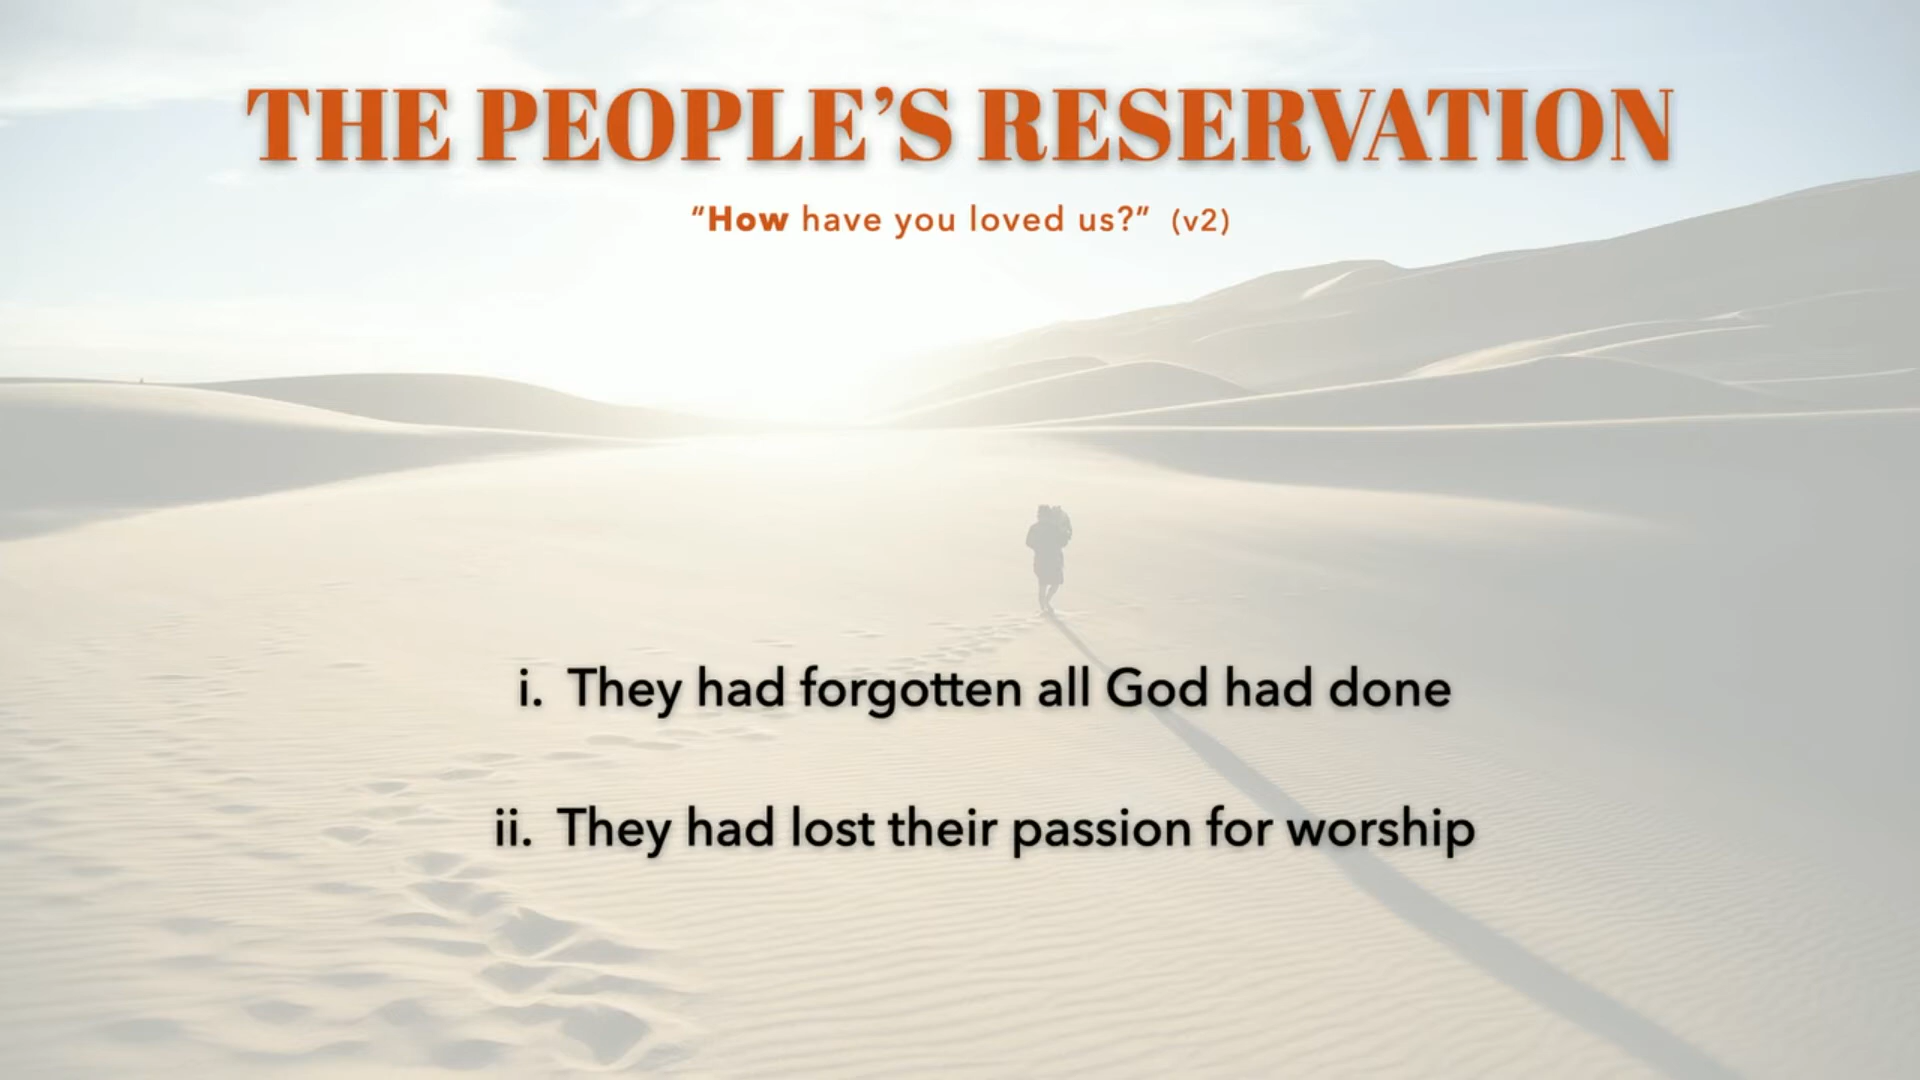 THE PEOPLE’S RESERVATION
"How have you loved us?" (v2)
i. They had forgotten all God had done
ii. They had lost their passion for worship